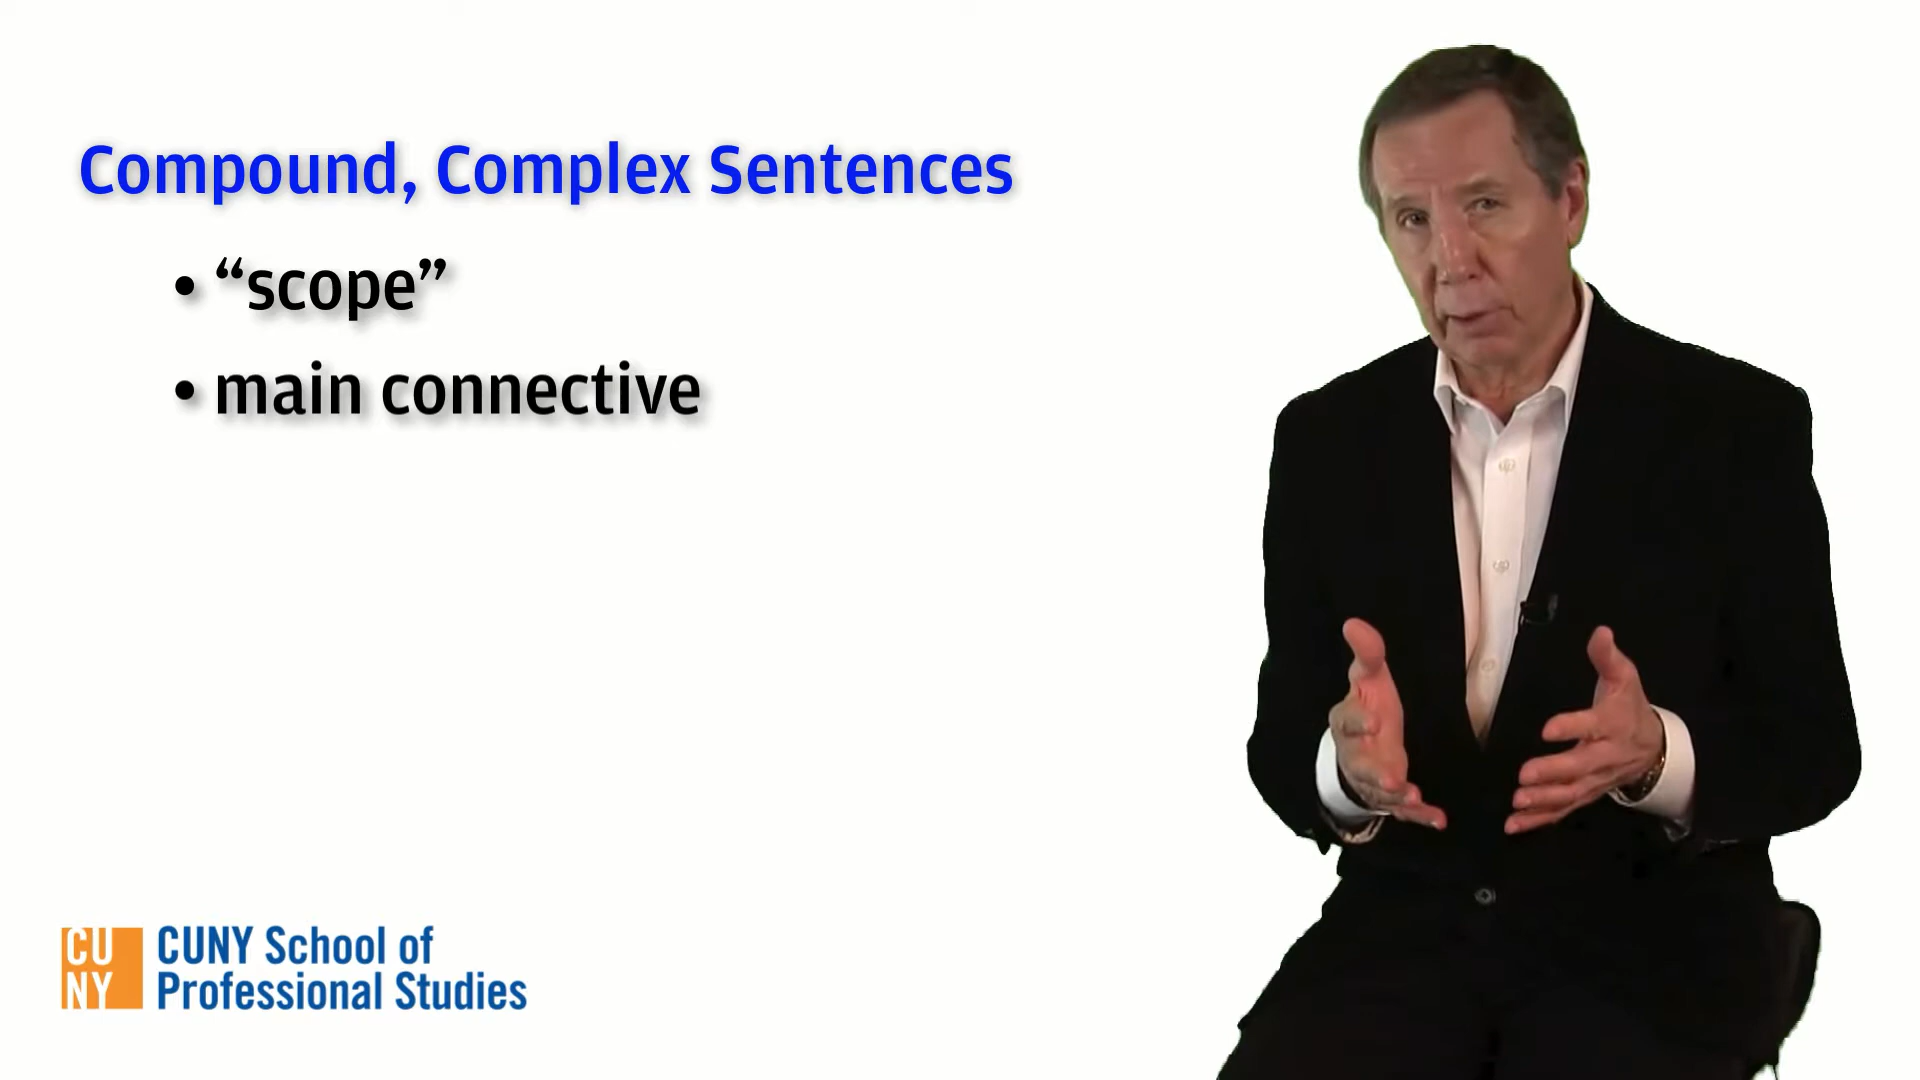 Compound, Complex Sentences
• “scope”
• main connective
CU
NY
CUNY School of
Professional Studies